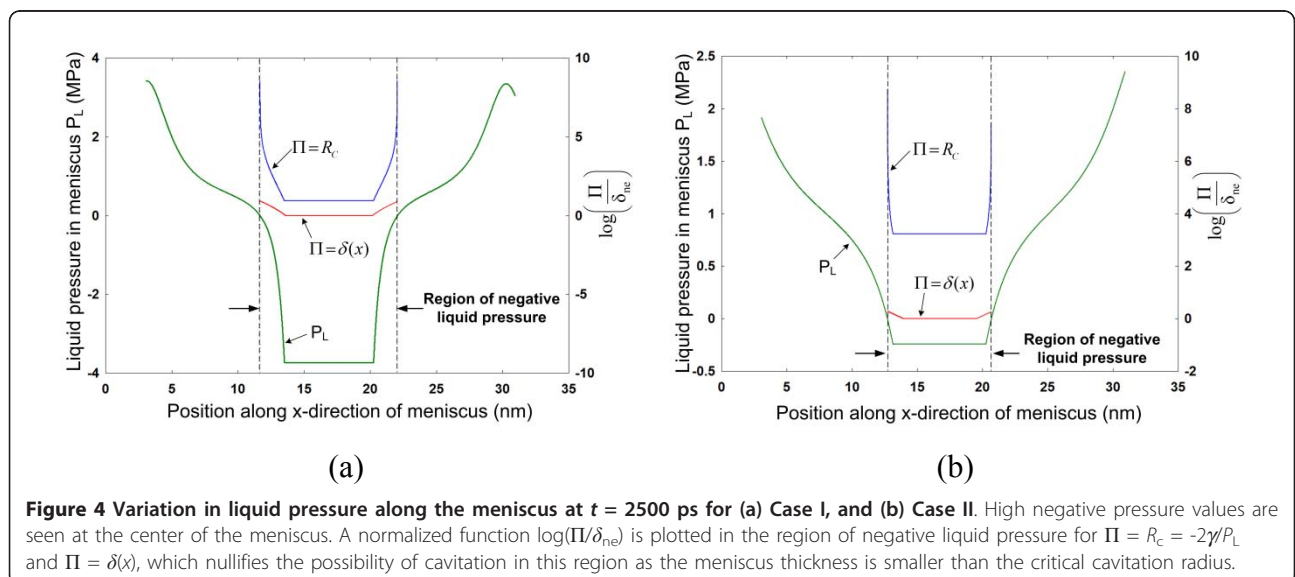 4
2
0
-2
-4
Liquid pressure in meniscus P_L (MPa)
10
5
0
-5
-10
log(Π/δ_ne)
Π = R_C
Π = δ(x)
P_L
Region of negative
liquid pressure
0 5 10 15 20 25 30 35
Position along x-direction of meniscus (nm)
(a)
2.5
2
1.5
1
0.5
0
-0.5
Liquid pressure in meniscus P_L (MPa)
10
8
6
4
2
0
-2
log(Π/δ_ne)
Π = R_C
P_L
Π = δ(x)
Region of negative
liquid pressure
0 5 10 15 20 25 30 35
Position along x-direction of meniscus (nm)
(b)
Figure 4 Variation in liquid pressure along the meniscus at t = 2500 ps for (a) Case I, and (b) Case II. High negative pressure values are
seen at the center of the meniscus. A normalized function log(Π/δ_ne) is plotted in the region of negative liquid pressure for Π = R_c = -2γ/P_L
and Π = δ(x), which nullifies the possibility of cavitation in this region as the meniscus thickness is smaller than the critical cavitation radius.